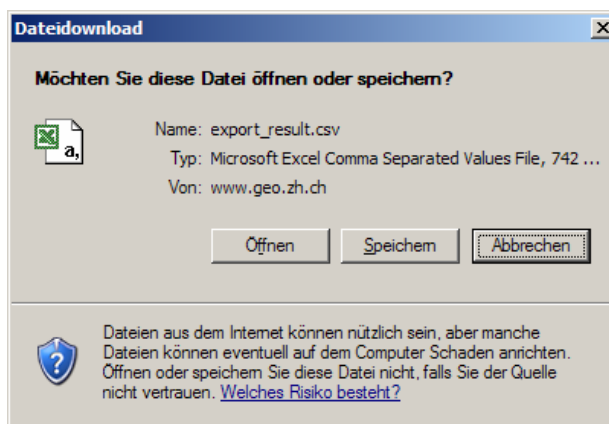 Dateidownload
Möchten Sie diese Datei öffnen oder speichern?
a,
Name: export_result.csv
Typ: Microsoft Excel Comma Separated Values File, 742 ...
Von: www.geo.zh.ch
Öffnen Speichern Abbrechen
Dateien aus dem Internet können nützlich sein, aber manche
Dateien können eventuell auf dem Computer Schaden anrichten.
Öffnen oder speichern Sie diese Datei nicht, falls Sie der Quelle
nicht vertrauen. Welches Risiko besteht?